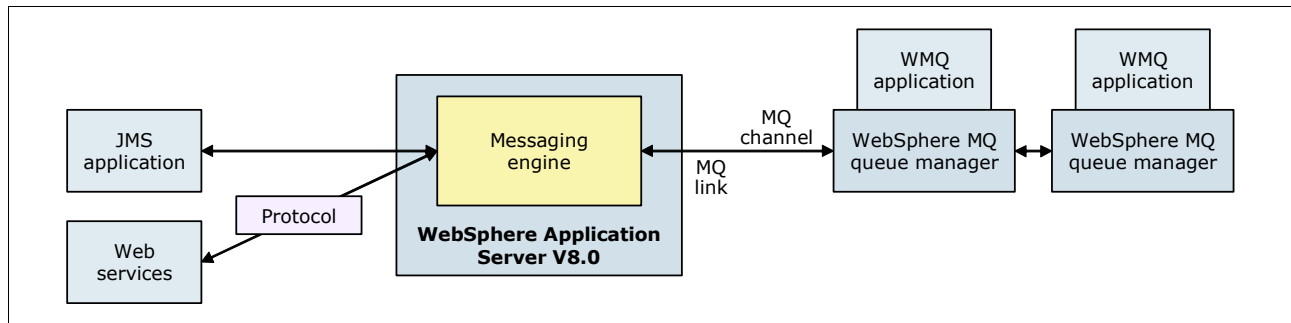 JMS
application
Web
services
Protocol
Messaging
engine
WebSphere Application
Server V8.0
MQ
channel
MQ
link
WMQ
application
WebSphere MQ
queue manager
WMQ
application
WebSphere MQ
queue manager